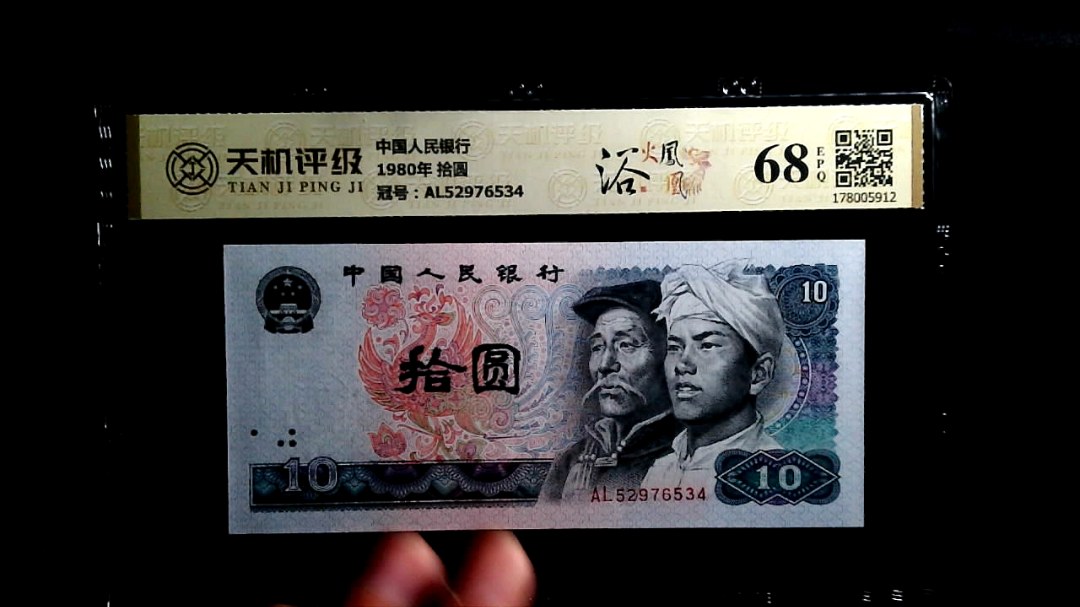 天机评级
TIAN JI PING JI
中国人民银行
1980年 拾圆
冠号：AL52976534
浴火凤凰
68
EPQ
178005912
中国人民银行
10
拾圆
10
AL52976534
10